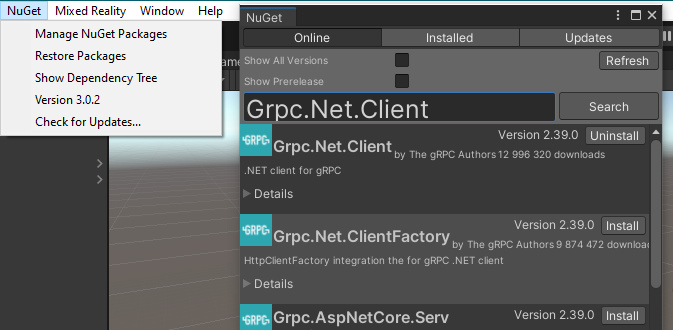 NuGet Mixed Reality Window Help
Manage NuGet Packages
Restore Packages
Show Dependency Tree
Version 3.0.2
Check for Updates...
NuGet
Online Installed Updates
Show All Versions Refresh
Show Prerelease
Grpc.Net.Client Search
GRPC Grpc.Net.Client by The gRPC Authors 12 996 320 downloads Version 2.39.0 Uninstall
.NET client for gRPC
Details
GRPC Grpc.Net.ClientFactory by The gRPC Authors 9 874 472 downloa Version 2.39.0 Install
HttpClientFactory integration the for gRPC .NET client
Details
GRPC Grpc.AspNetCore.Serv Version 2.39.0 Install